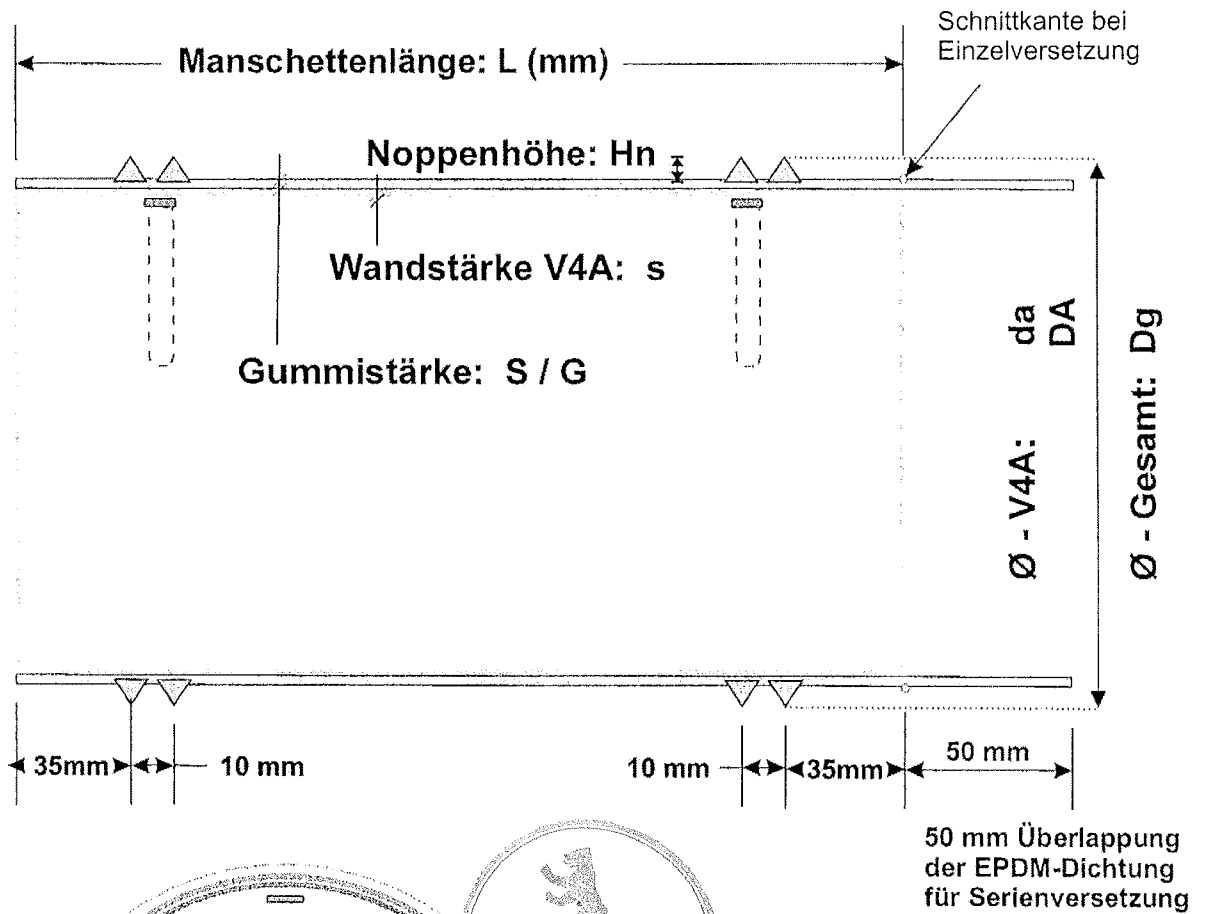 Schnittkante bei
Einzelversetzung
Manschettenlänge: L (mm)
Noppenhöhe: Hn
Wandstärke V4A: s
Gummistärke: S / G
Ø - V4A: da
DA
Ø - Gesamt: Dg
35mm
10 mm
10 mm
35mm
50 mm
50 mm Überlappung
der EPDM-Dichtung
für Serienversetzung